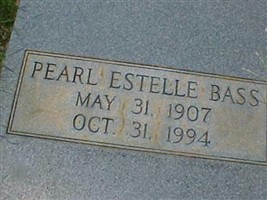 PEARL ESTELLE BASS
MAY 31. 1907
OCT. 31. 1994